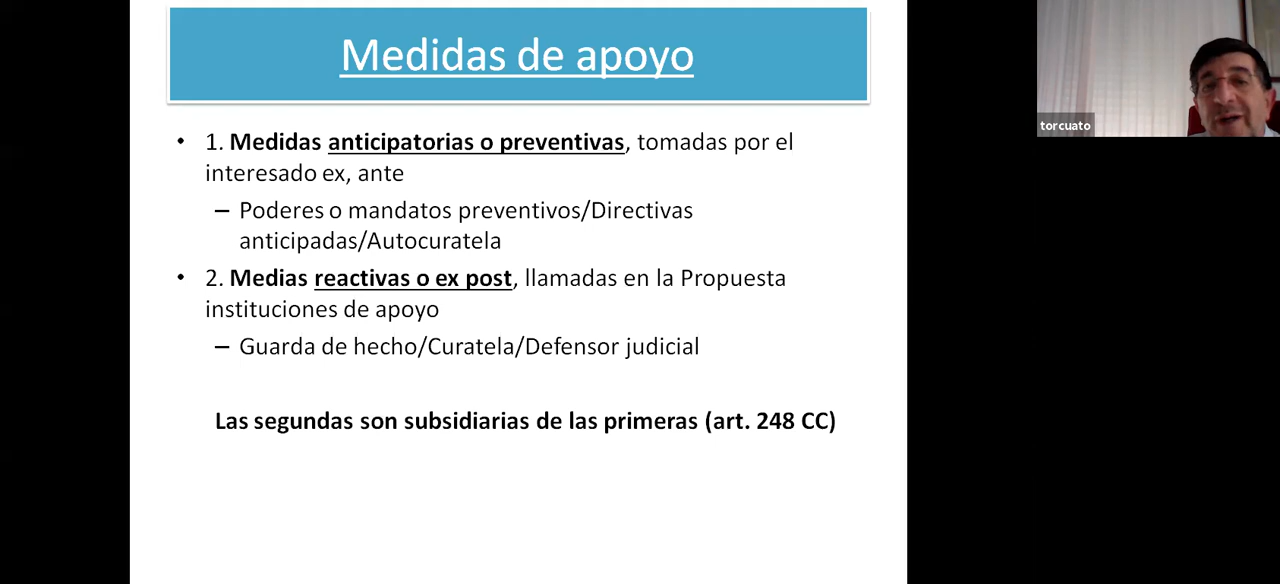 Medidas de apoyo
• 1. Medidas anticipatorias o preventivas, tomadas por el
interesado ex, ante
– Poderes o mandatos preventivos/Directivas
anticipadas/Autocuratela
• 2. Medias reactivas o ex post, llamadas en la Propuesta
instituciones de apoyo
– Guarda de hecho/Curatela/Defensor judicial
Las segundas son subsidiarias de las primeras (art. 248 CC)
torcuato